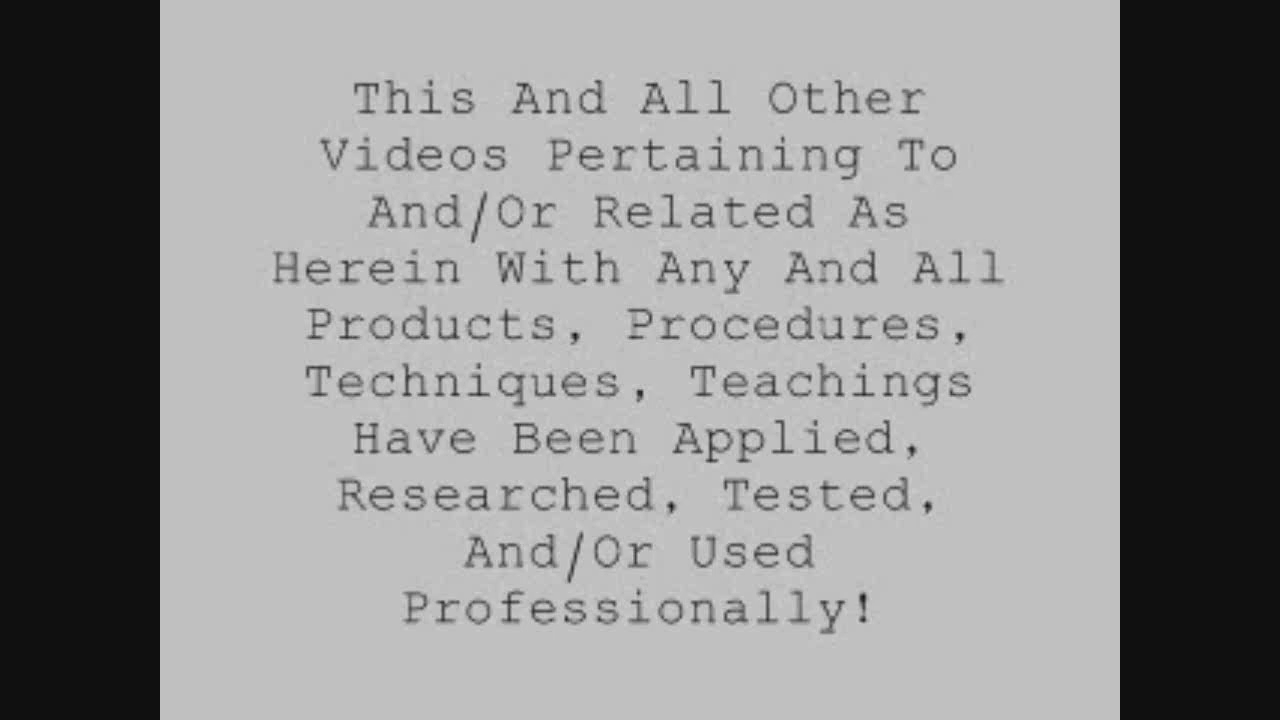 This And All Other
Videos Pertaining To
And/Or Related As
Herein With Any And All
Products, Procedures,
Techniques, Teachings
Have Been Applied,
Researched, Tested,
And/Or Used
Professionally!